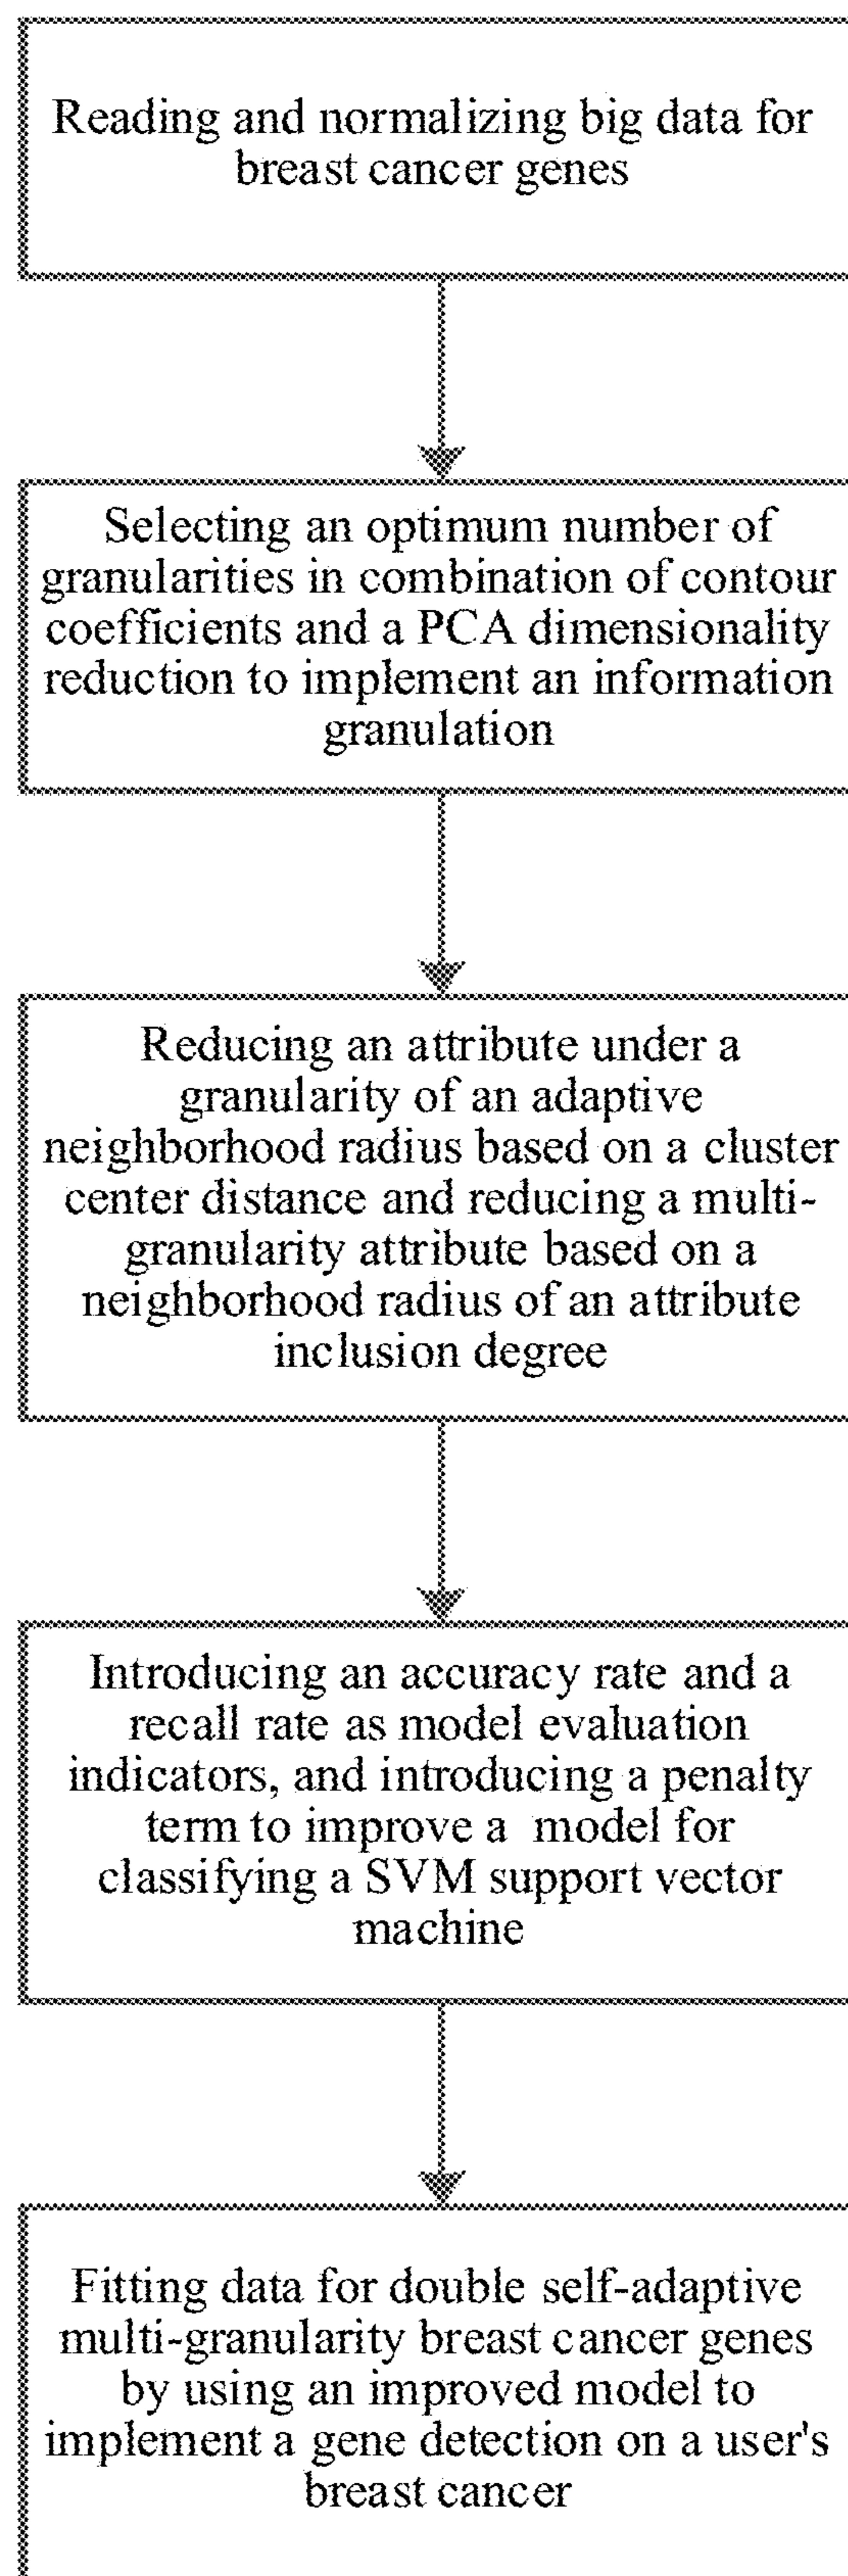 Reading and normalizing big data for
breast cancer genes
Selecting an optimum number of
granularities in combination of contour
coefficients and a PCA dimensionality
reduction to implement an information
granulation
Reducing an attribute under a
granularity of an adaptive
neighborhood radius based on a cluster
center distance and reducing a multi-
granularity attribute based on a
neighborhood radius of an attribute
inclusion degree
Introducing an accuracy rate and a
recall rate as model evaluation
indicators, and introducing a penalty
term to improve a model for
classifying a SVM support vector
machine
Fitting data for double self-adaptive
multi-granularity breast cancer genes
by using an improved model to
implement a gene detection on a user's
breast cancer